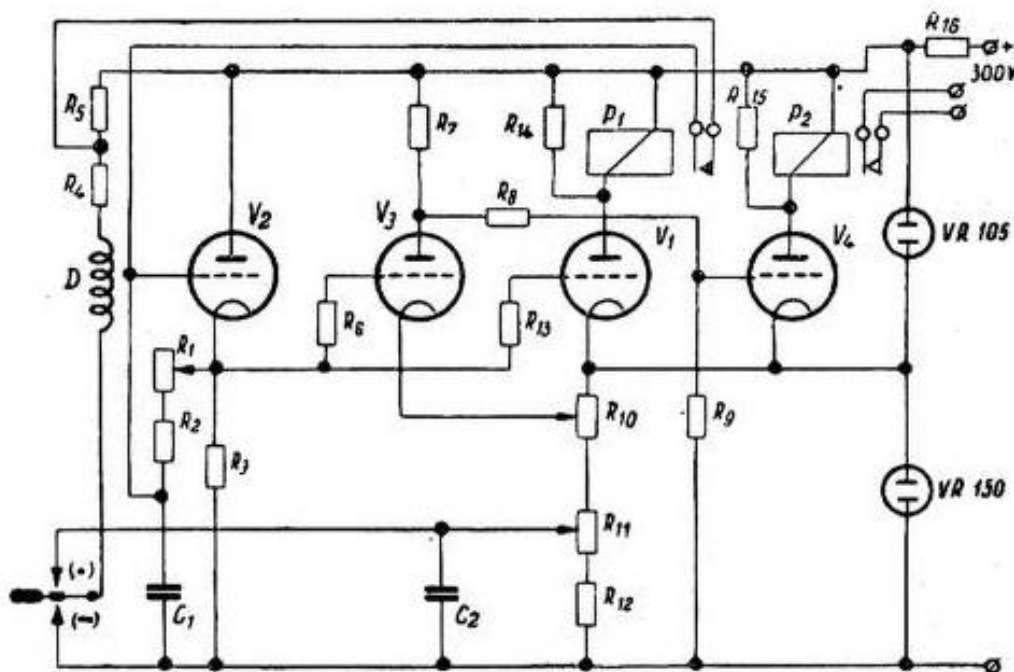 R16
+
300V
R5
R7
R14
P1
R15
P2
R4
V2
V3
R8
V1
V4
VR 105
D
R6
R13
R1
R2
R3
R10
R9
VR 150
R11
(•)
(—)
C1
C2
R12